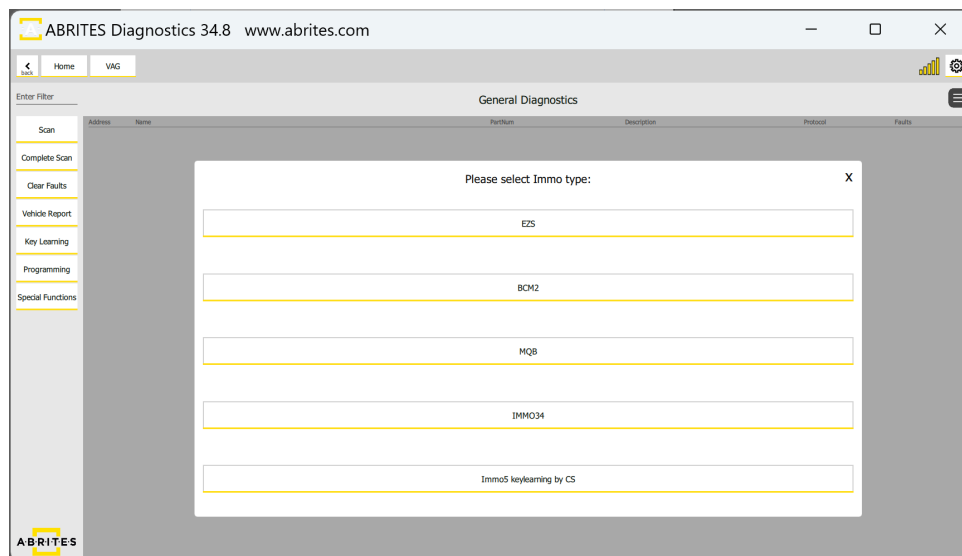 ABRITES Diagnostics 34.8 www.abrites.com
back Home VAG
Enter Filter
General Diagnostics
Address Name PartNum Description Protocol Faults
Scan
Complete Scan
Clear Faults
Vehicle Report
Key Learning
Programming
Special Functions
Please select Immo type:
X
EZS
BCM2
MQB
IMMO34
Immo5 keylearning by CS
A·B·R·I·T·E·S